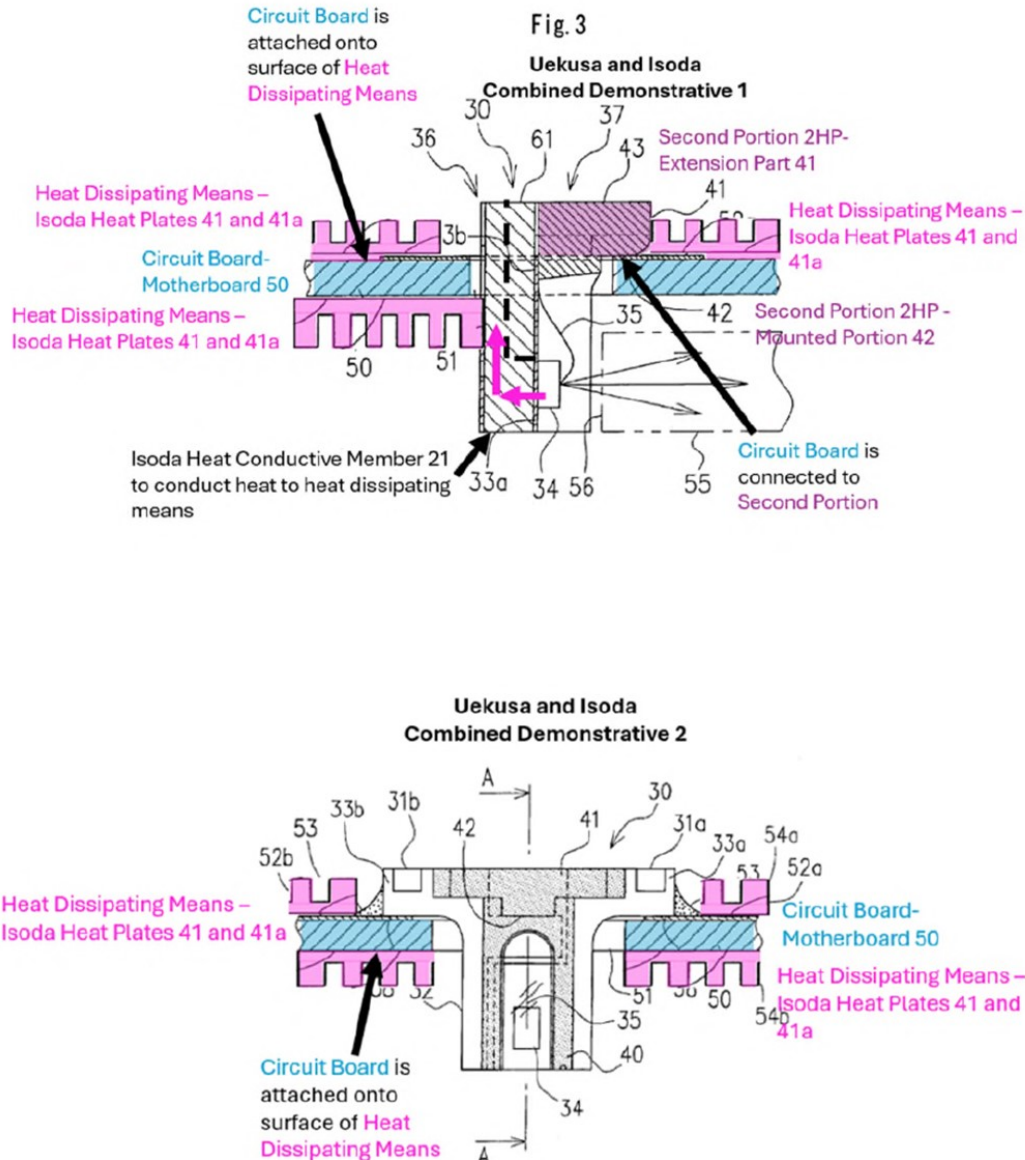 Circuit Board is
attached onto
surface of Heat
Dissipating Means
Fig. 3
Uekusa and Isoda
Combined Demonstrative 1
30
36
61
37
43
Second Portion 2HP-
Extension Part 41
41
Heat Dissipating Means –
Isoda Heat Plates 41 and 41a
3b
Heat Dissipating Means –
Isoda Heat Plates 41 and
41a
Circuit Board-
Motherboard 50
Heat Dissipating Means –
Isoda Heat Plates 41 and 41a
50
51
35
42
Second Portion 2HP -
Mounted Portion 42
Isoda Heat Conductive Member 21
to conduct heat to heat dissipating
means
33a
34
56
55
Circuit Board is
connected to
Second Portion
Uekusa and Isoda
Combined Demonstrative 2
A
30
53
33b
31b
42
41
31a
33a
54a
52b
53
52a
Heat Dissipating Means –
Isoda Heat Plates 41 and 41a
Circuit Board-
Motherboard 50
51
50
54b
Heat Dissipating Means –
Isoda Heat Plates 41 and
41a
35
40
34
Circuit Board is
attached onto
surface of Heat
Dissipating Means
A